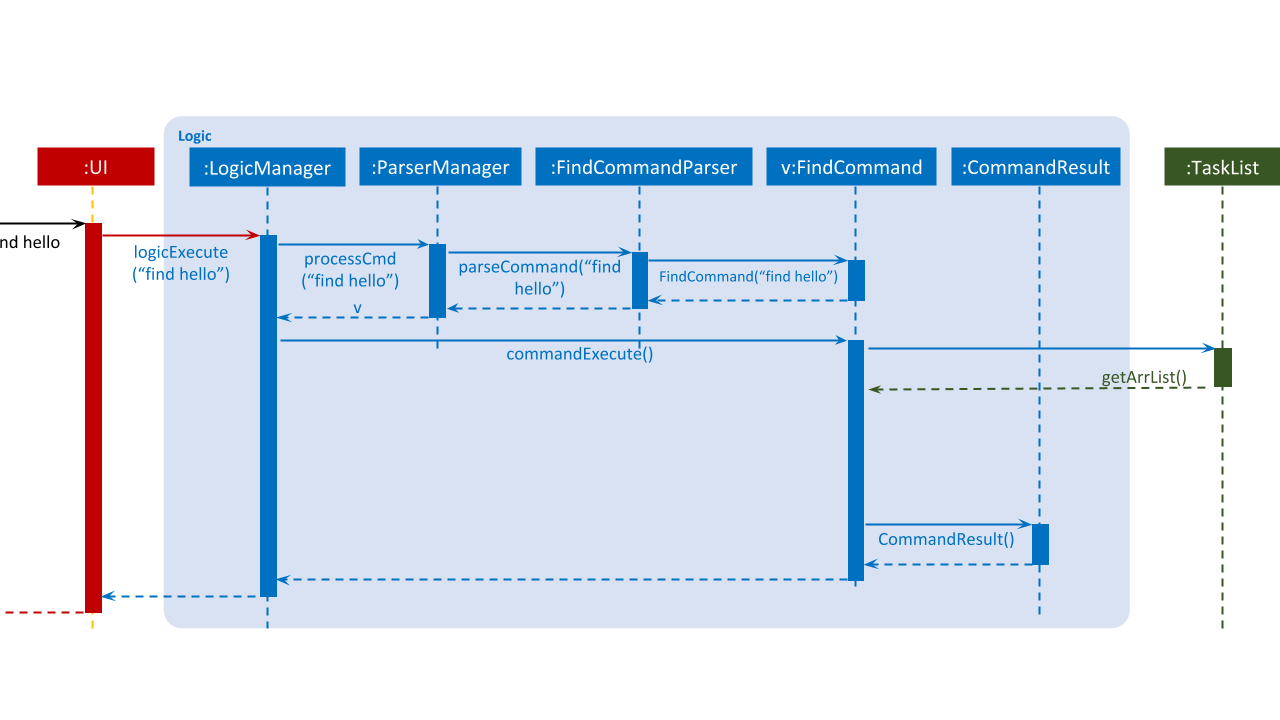 Logic
:UI
:LogicManager
:ParserManager
:FindCommandParser
v:FindCommand
:CommandResult
:TaskList
nd hello
logicExecute
(“find hello”)
processCmd
(“find hello”)
parseCommand(“find
hello”)
FindCommand(“find hello”)
v
commandExecute()
getArrList()
CommandResult()